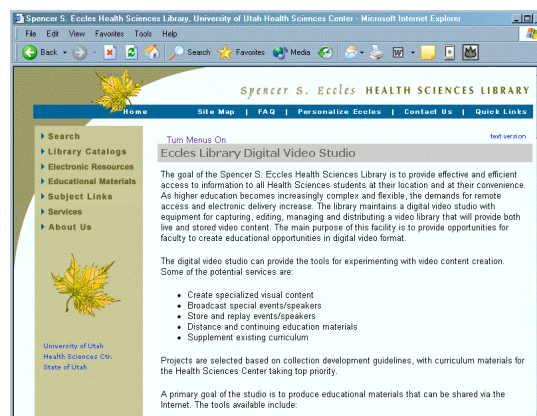 Spencer S. Eccles Health Sciences Library, University of Utah Health Sciences Center - Microsoft Internet Explorer
File Edit View Favorites Tools Help
Back Search Favorites Media
Spencer S. Eccles HEALTH SCIENCES LIBRARY
Home Site Map | FAQ | Personalize Eccles | Contact Us | Quick Links
Search
Library Catalogs
Electronic Resources
Educational Materials
Subject Links
Services
About Us
University of Utah
Health Sciences Ctr.
State of Utah
Turn Menus On text version
Eccles Library Digital Video Studio
The goal of the Spencer S. Eccles Health Sciences Library is to provide effective and efficient
access to information to all Health Sciences students at their location and at their convenience.
As higher education becomes increasingly complex and flexible, the demands for remote
access and electronic delivery increase. The library maintains a digital video studio with
equipment for capturing, editing, managing and distributing a video library that will provide both
live and stored video content. The main purpose of this facility is to provide opportunities for
faculty to create educational opportunities in digital video format.
The digital video studio can provide the tools for experimenting with video content creation.
Some of the potential services are:
• Create specialized visual content
• Broadcast special events/speakers
• Store and replay events/speakers
• Distance and continuing education materials
• Supplement existing curriculum
Projects are selected based on collection development guidelines, with curriculum materials for
the Health Sciences Center taking top priority.
A primary goal of the studio is to produce educational materials that can be shared via the
Internet. The tools available include: